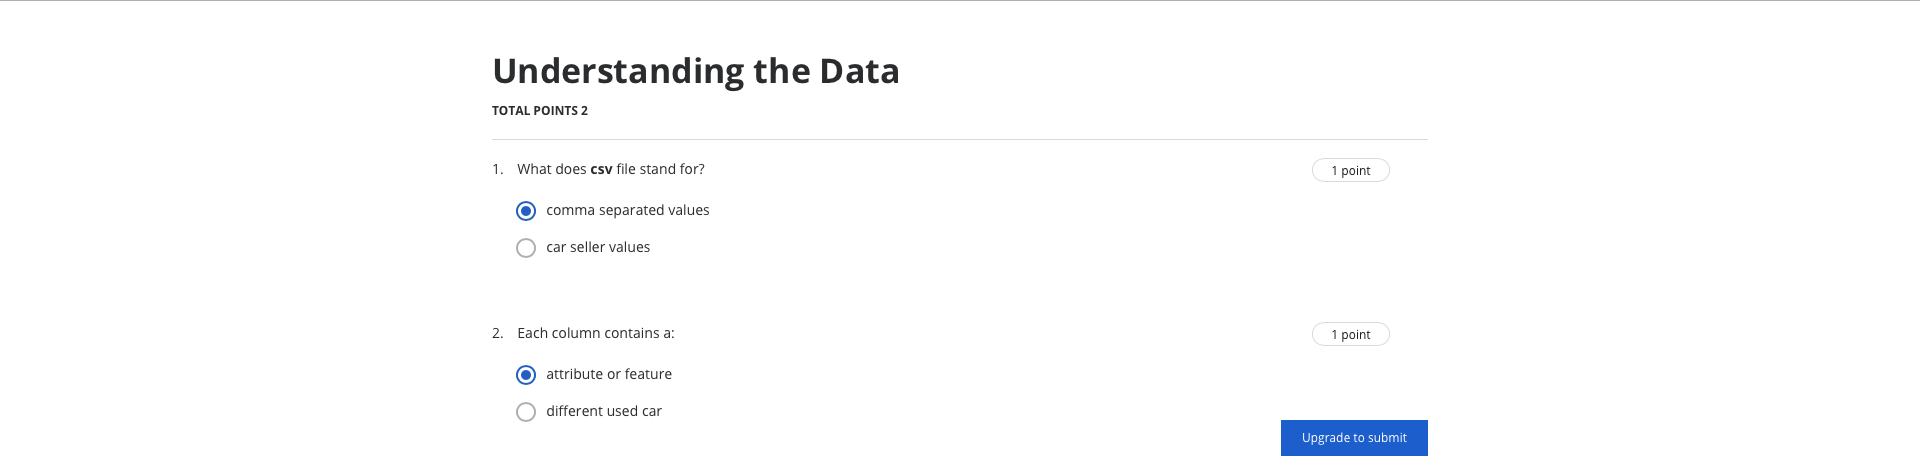 Understanding the Data
TOTAL POINTS 2
1. What does csv file stand for?
1 point
comma separated values
car seller values
2. Each column contains a:
1 point
attribute or feature
different used car
Upgrade to submit